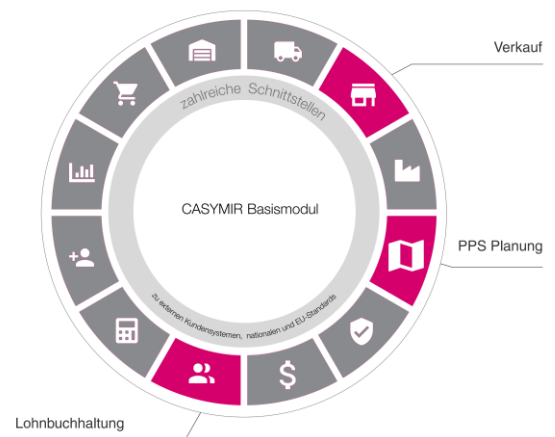 Verkauf
zahlreiche Schnittstellen
CASYMIR Basismodul
PPS Planung
zu externen Kundensystemen, nationalen und EU-Standards
Lohnbuchhaltung